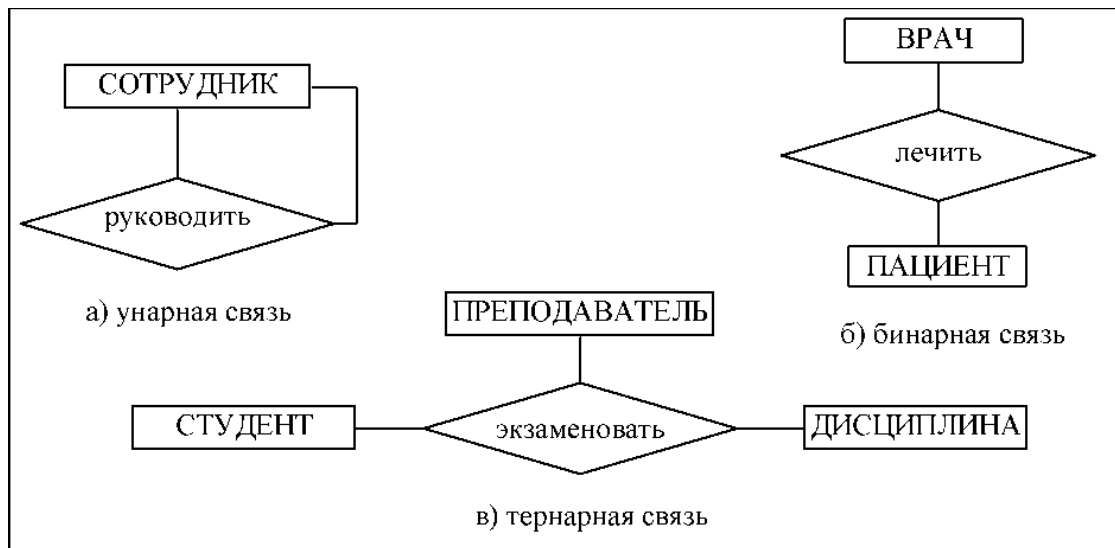 СОТРУДНИК
руководить
а) унарная связь
ВРАЧ
лечить
ПАЦИЕНТ
б) бинарная связь
ПРЕПОДАВАТЕЛЬ
СТУДЕНТ
экзаменовать
ДИСЦИПЛИНА
в) тернарная связь